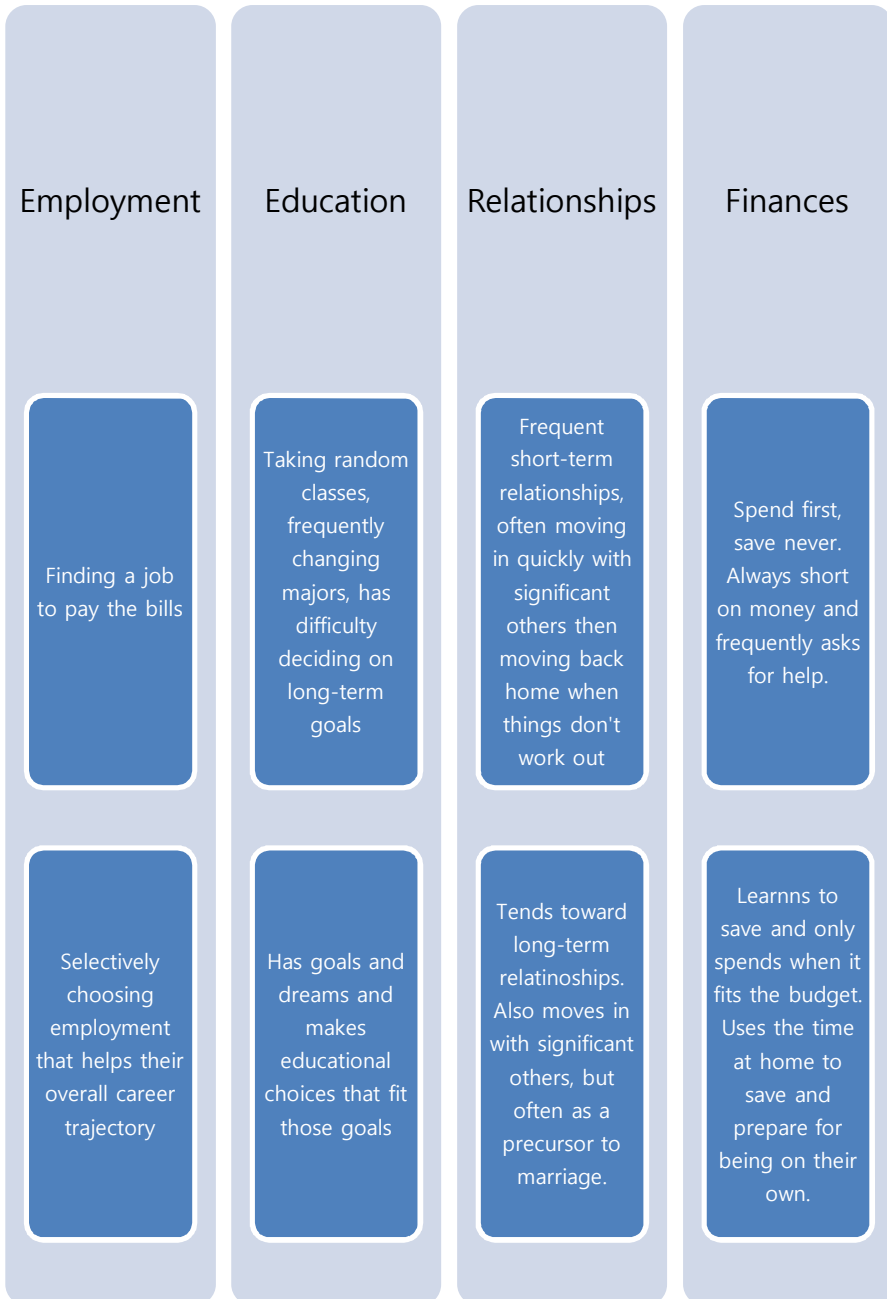 Employment
Finding a job
to pay the bills
Selectively
choosing
employment
that helps their
overall career
trajectory
Education
Taking random
classes,
frequently
changing
majors, has
difficulty
deciding on
long-term
goals
Has goals and
dreams and
makes
educational
choices that fit
those goals
Relationships
Frequent
short-term
relationships,
often moving
in quickly with
significant
others then
moving back
home when
things don't
work out
Tends toward
long-term
relatinoships.
Also moves in
with significant
others, but
often as a
precursor to
marriage.
Finances
Spend first,
save never.
Always short
on money and
frequently asks
for help.
Learnns to
save and only
spends when it
fits the budget.
Uses the time
at home to
save and
prepare for
being on their
own.